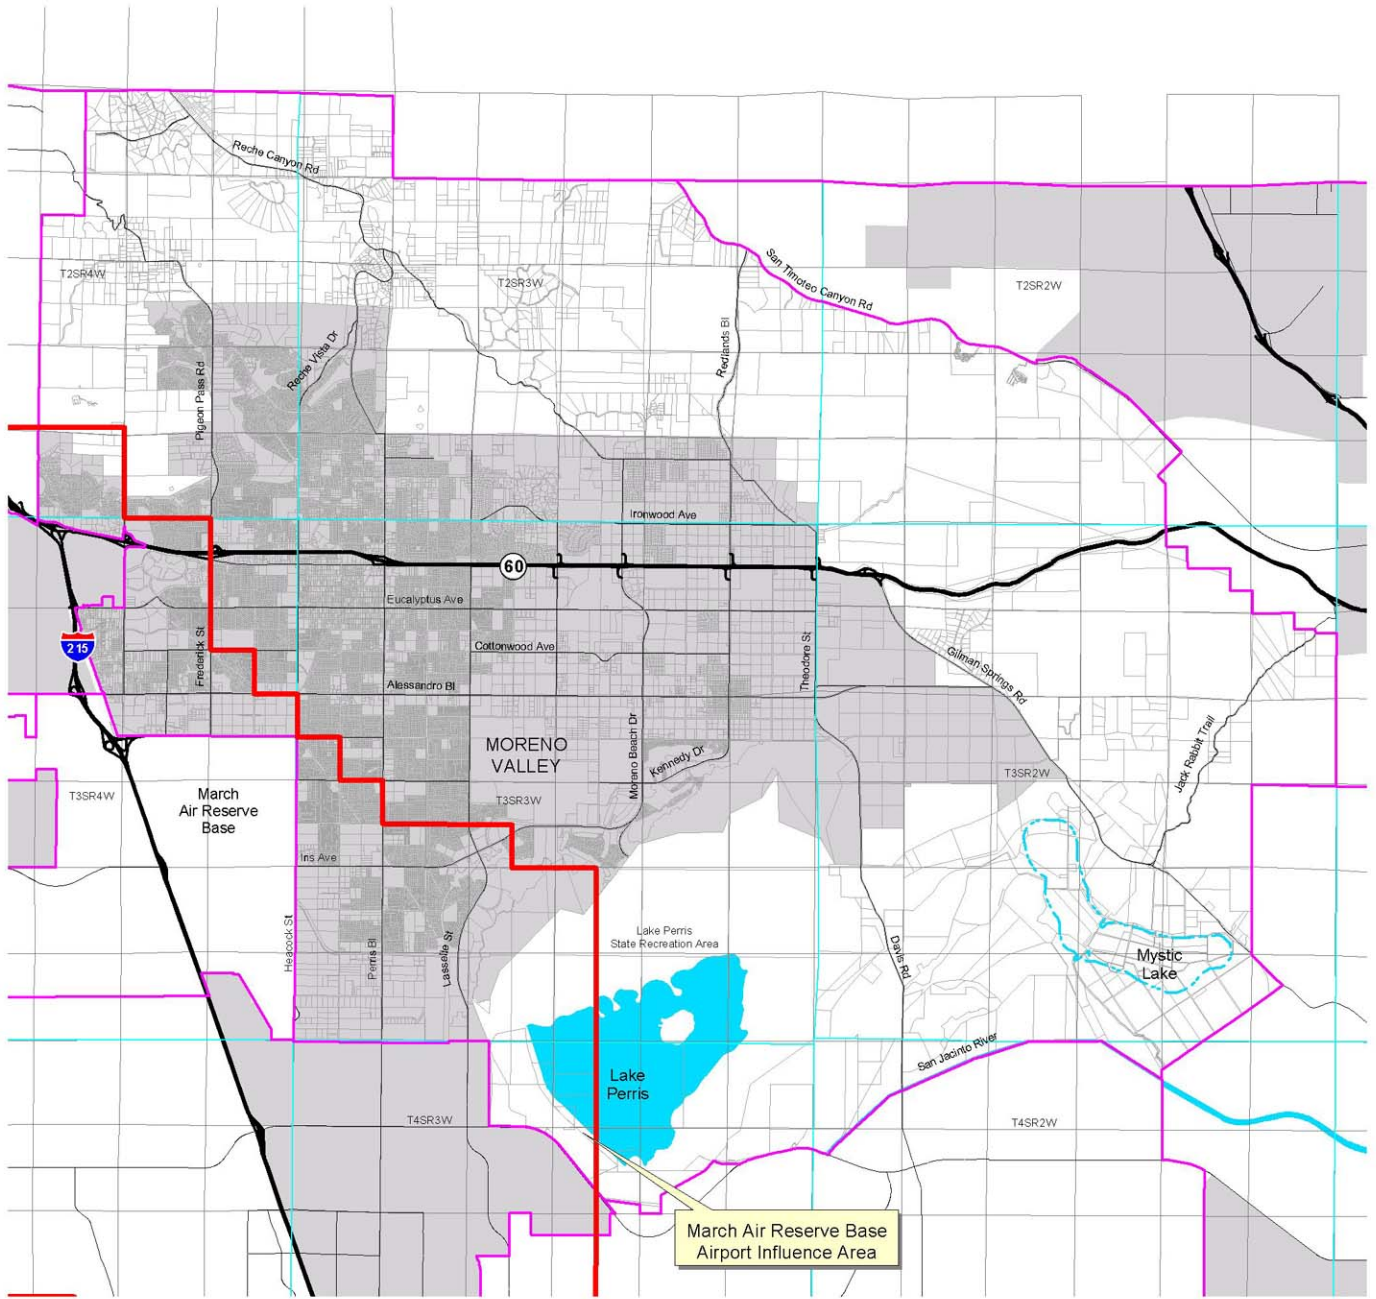 Reche Canyon Rd
T2SR4W
T2SR3W
San Timoteo Canyon Rd
T2SR2W
Redlands Bl
Reche Vista Dr
Pigeon Pass Rd
Ironwood Ave
60
Eucalyptus Ave
Cottonwood Ave
215
Frederick St
Theodore St
Gilman Springs Rd
Alessandro Bl
MORENO
VALLEY
Moreno Beach Dr
Kennedy Dr
Jack Rabbit Trail
T3SR4W
March
Air Reserve
Base
T3SR3W
T3SR2W
Iris Ave
Heacock St
Perris Bl
Lasselle St
Lake Perris
State Recreation Area
Davis Rd
Mystic
Lake
San Jacinto River
Lake
Perris
T4SR3W
T4SR2W
March Air Reserve Base
Airport Influence Area